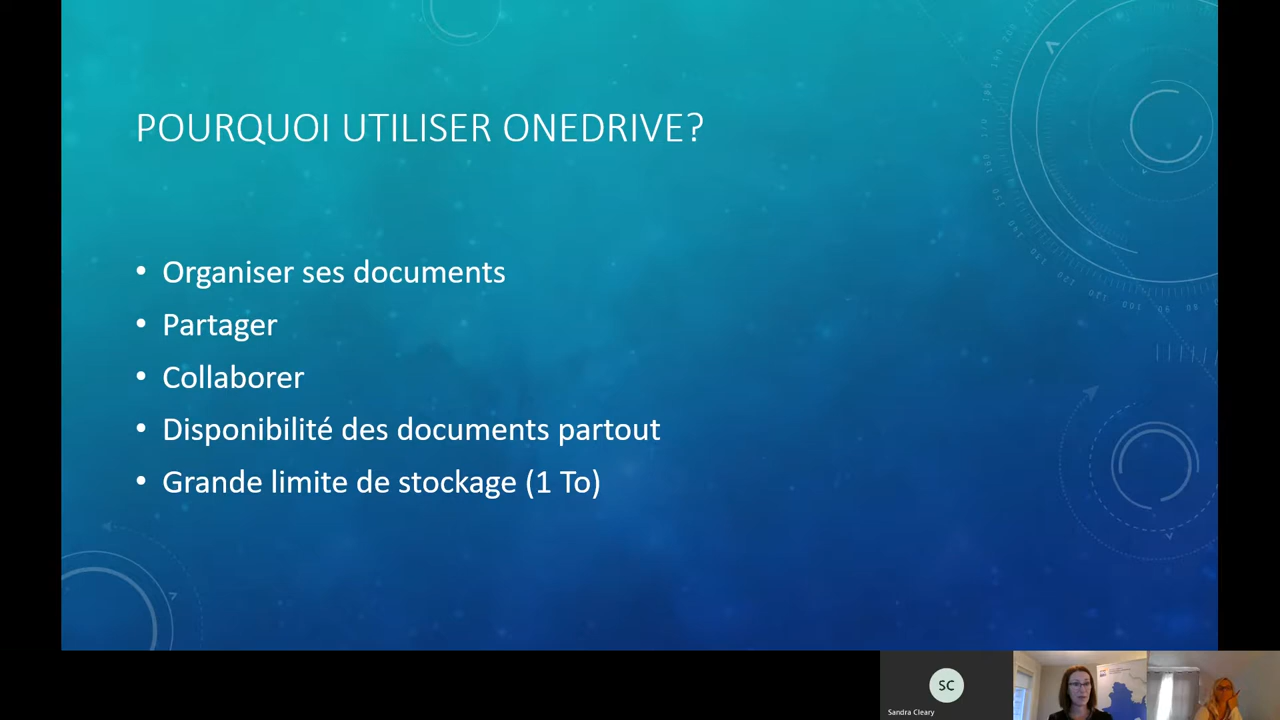 POURQUOI UTILISER ONEDRIVE?
• Organiser ses documents
• Partager
• Collaborer
• Disponibilité des documents partout
• Grande limite de stockage (1 To)
SC
Sandra Cleary